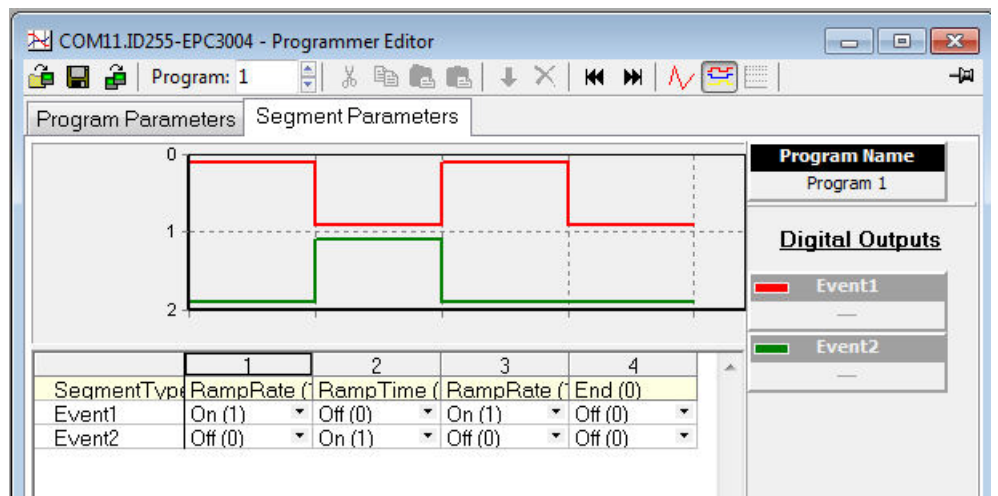 COM11.ID255-EPC3004 - Programmer Editor
Program: 1
Program Parameters
Segment Parameters
0
1
2
Program Name
Program 1
Digital Outputs
Event1
—
Event2
—
1 2 3 4
SegmentType RampRate ( RampTime ( RampRate ( End (0)
Event1 On (1) Off (0) On (1) Off (0)
Event2 Off (0) On (1) Off (0) Off (0)